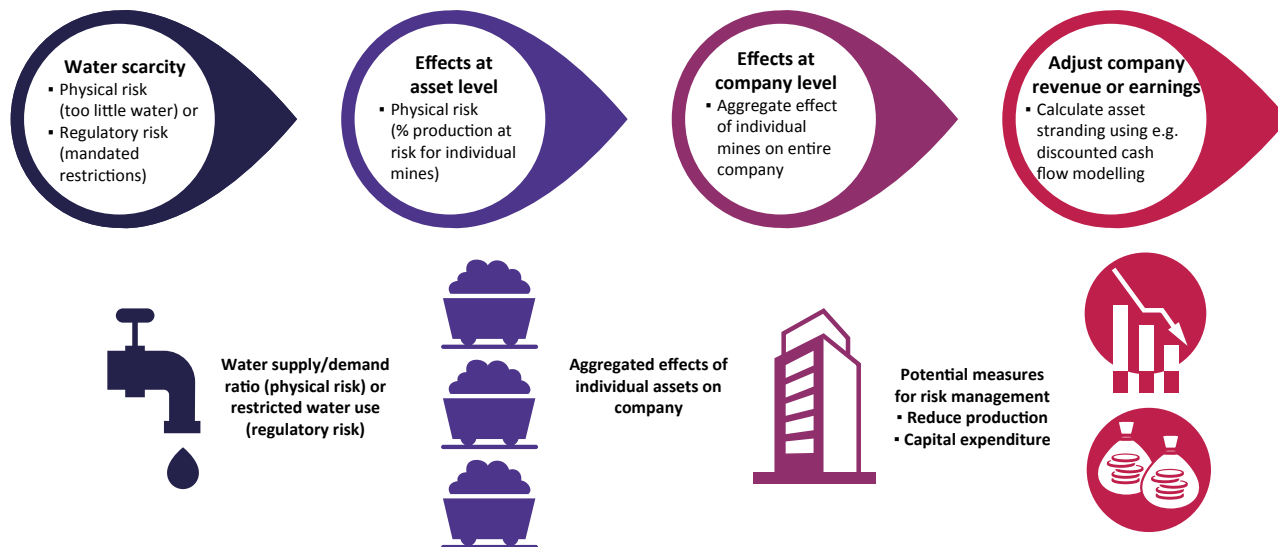 Water scarcity
▪ Physical risk
(too little water) or
▪ Regulatory risk
(mandated
restrictions)
Effects at
asset level
▪ Physical risk
(% production at
risk for individual
mines)
Effects at
company level
▪ Aggregate effect
of individual
mines on entire
company
Adjust company
revenue or earnings
▪ Calculate asset
stranding using e.g.
discounted cash
flow modelling
Water supply/demand
ratio (physical risk) or
restricted water use
(regulatory risk)
Aggregated effects of
individual assets on
company
Potential measures
for risk management
▪ Reduce production
▪ Capital expenditure